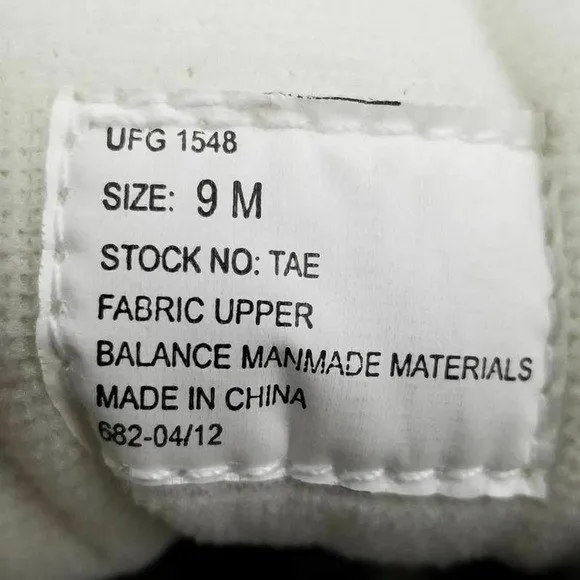 UFG 1548
SIZE: 9 M
STOCK NO: TAE
FABRIC UPPER
BALANCE MANMADE MATERIALS
MADE IN CHINA
682-04/12